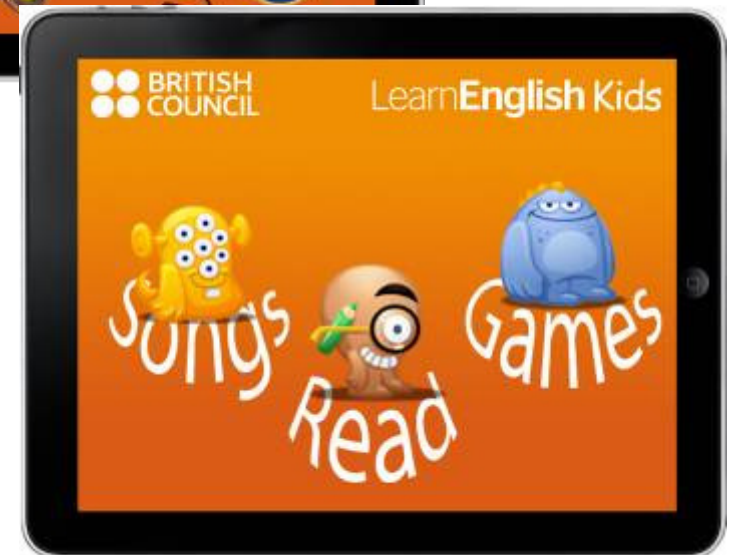 BRITISH
COUNCIL
LearnEnglish Kids
Songs
Read
Games